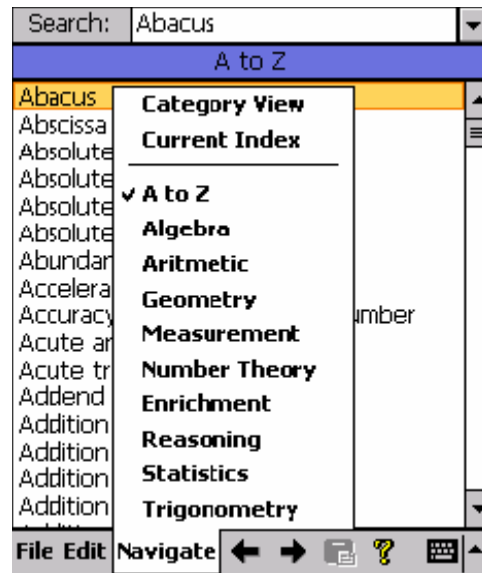 Search: Abacus
A to Z
Abacus
Abscissa
Absolute
Absolute
Absolute
Absolute
Abundan
Accelera
Accuracy umber
Acute an
Acute tr
Addend
Addition
Addition
Addition
Addition
Category View
Current Index
✓ A to Z
Algebra
Aritmetic
Geometry
Measurement
Number Theory
Enrichment
Reasoning
Statistics
Trigonometry
File Edit Navigate